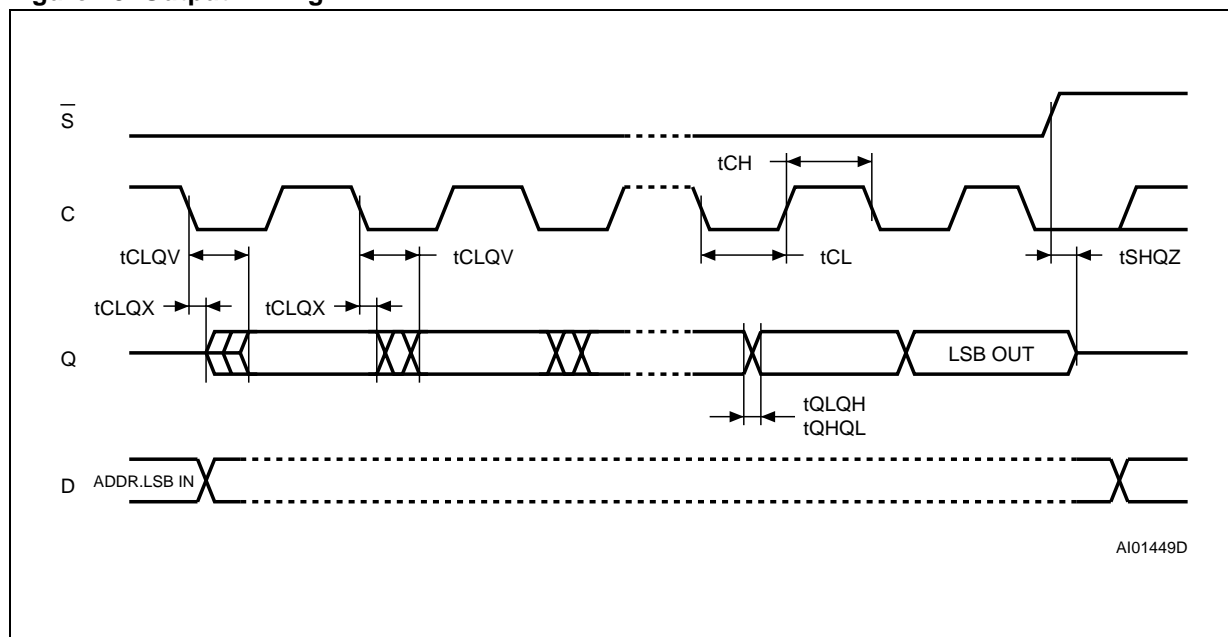 S
tCH
C
tCLQV
tCLQV
tCL
tSHQZ
tCLQX
tCLQX
Q
LSB OUT
tQLQH
tQHQL
D
ADDR.LSB IN
AI01449D